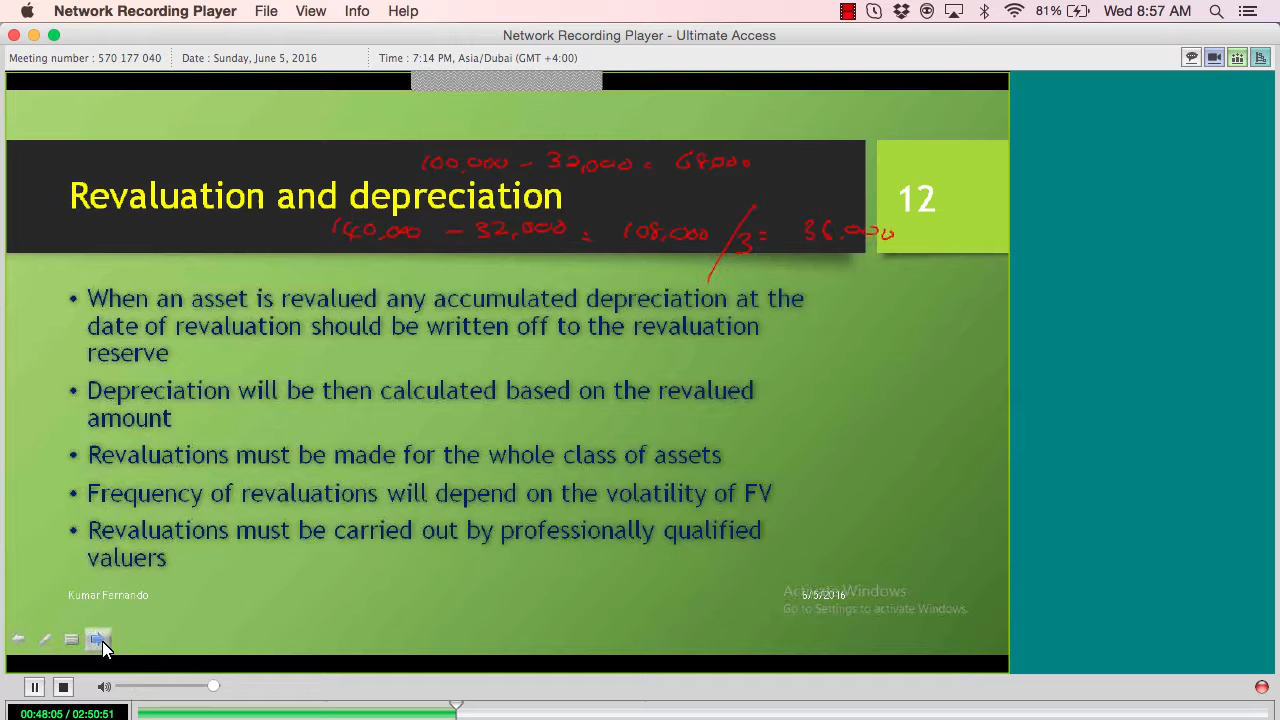 Network Recording Player File View Info Help 81% Wed 8:57 AM
Network Recording Player - Ultimate Access
Meeting number : 570 177 040 Date : Sunday, June 5, 2016 Time : 7:14 PM, Asia/Dubai (GMT +4:00)
100,000 - 32,000 = 68,000
Revaluation and depreciation
12
140,000 - 32,000 = 108,000 / 3 = 36,000
• When an asset is revalued any accumulated depreciation at the
date of revaluation should be written off to the revaluation
reserve
• Depreciation will be then calculated based on the revalued
amount
• Revaluations must be made for the whole class of assets
• Frequency of revaluations will depend on the volatility of FV
• Revaluations must be carried out by professionally qualified
valuers
Kumar Fernando
6/5/2016
Activate Windows
Go to Settings to activate Windows.
00:48:05 / 02:50:51